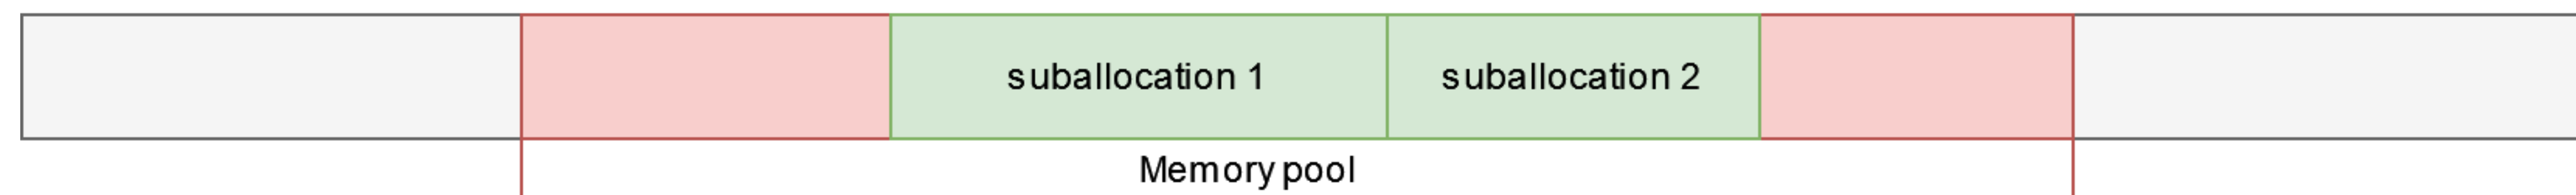 suballocation 1
suballocation 2
Memory pool